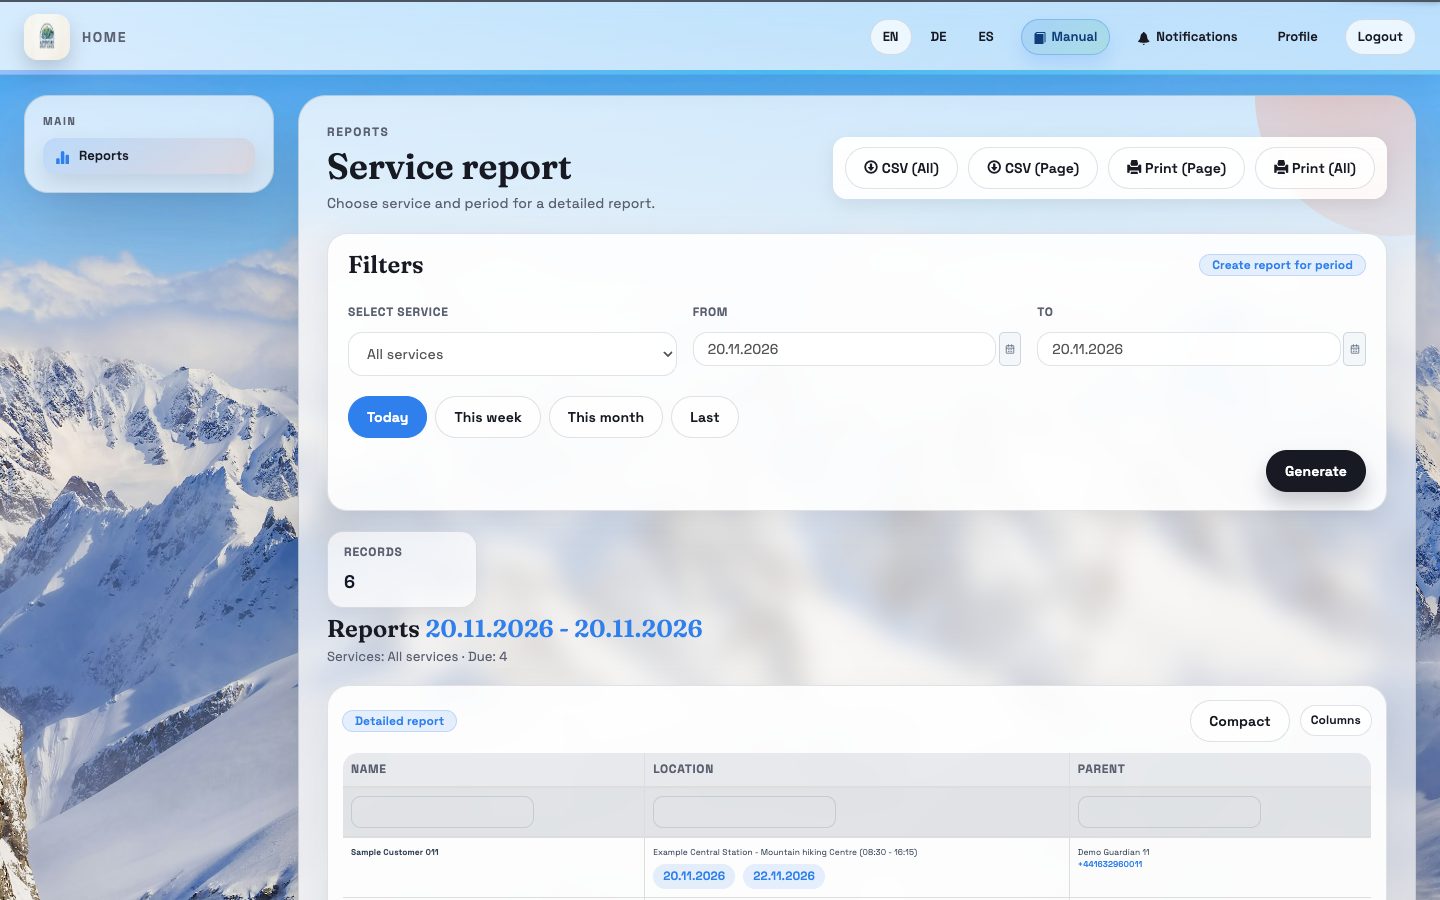 HOME
EN DE ES Manual Notifications Profile Logout
MAIN
Reports
REPORTS
Service report
Choose service and period for a detailed report.
CSV (All) CSV (Page) Print (Page) Print (All)
Filters
Create report for period
SELECT SERVICE FROM TO
All services 20.11.2026 20.11.2026
Today This week This month Last
Generate
RECORDS
6
Reports 20.11.2026 - 20.11.2026
Services: All services · Due: 4
Detailed report
Compact Columns
NAME LOCATION PARENT
Sample Customer 011 Example Central Station - Mountain hiking Centre (08:30 - 16:15) Demo Guardian 11
+441632960011
20.11.2026 22.11.2026